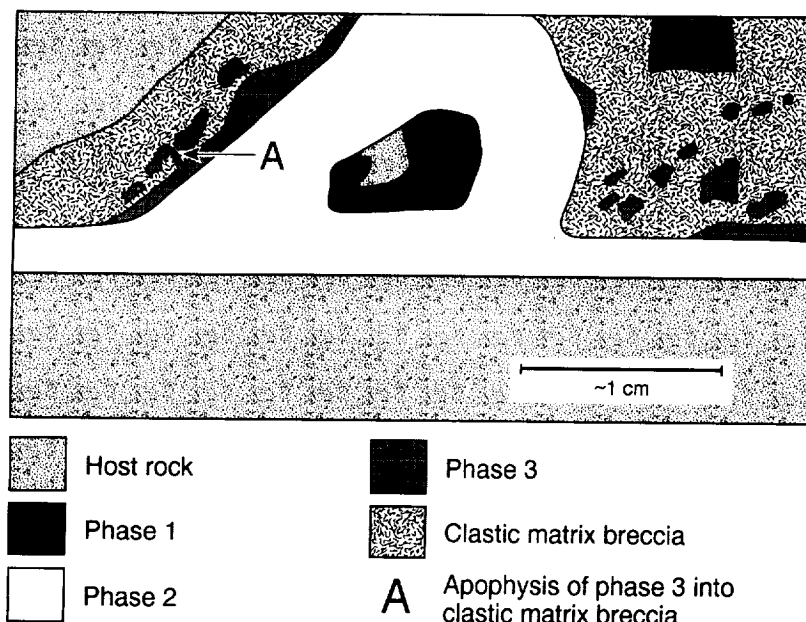 A
~1 cm
Host rock
Phase 3
Phase 1
Clastic matrix breccia
Phase 2
A
Apophysis of phase 3 into
clastic matrix breccia